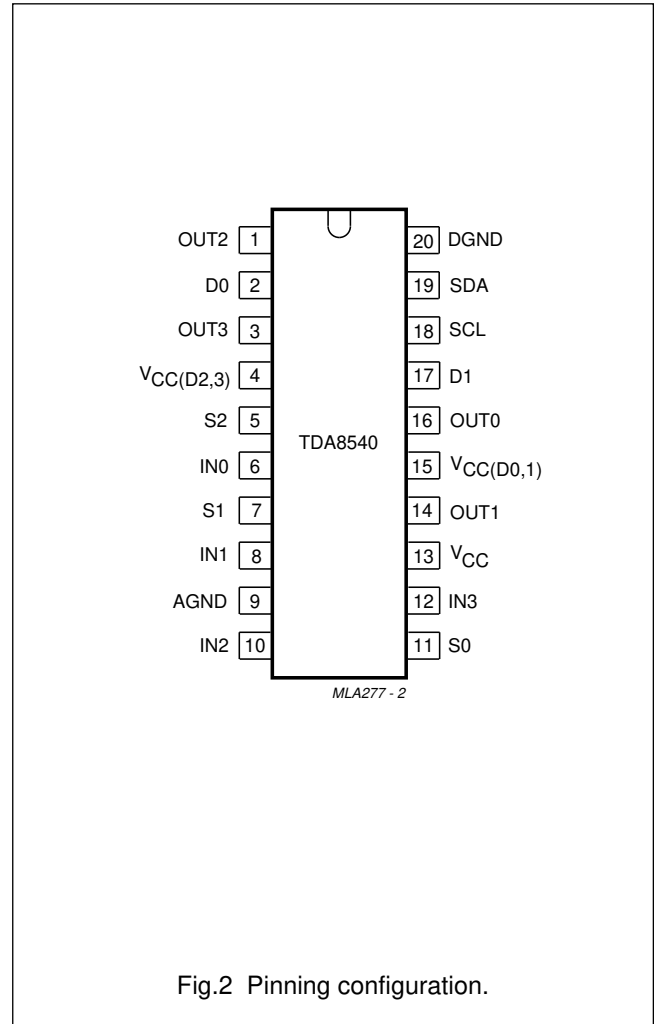 OUT2 1 20 DGND
D0 2 19 SDA
OUT3 3 18 SCL
VCC(D2,3) 4 17 D1
S2 5 16 OUT0
TDA8540
IN0 6 15 VCC(D0,1)
S1 7 14 OUT1
IN1 8 13 VCC
AGND 9 12 IN3
IN2 10 11 S0
MLA277 - 2
Fig.2 Pinning configuration.